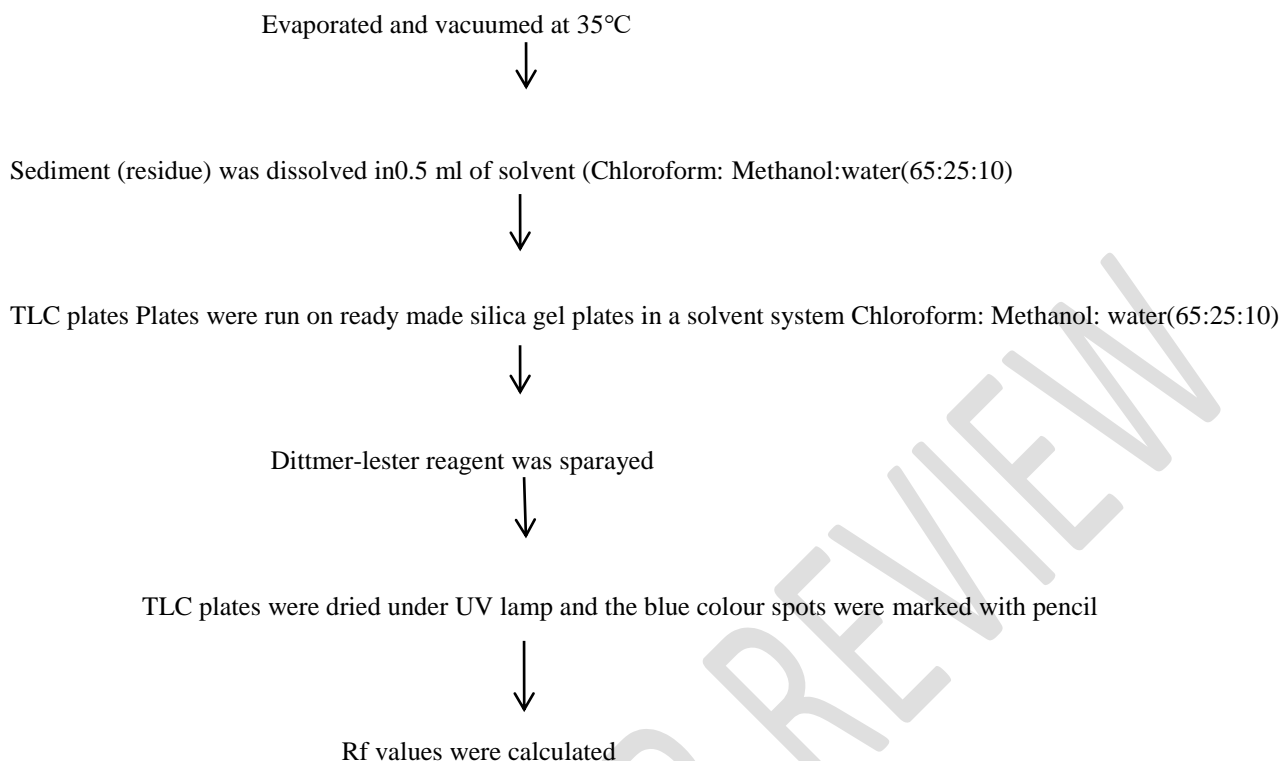 Evaporated and vacuumed at 35℃
Sediment (residue) was dissolved in0.5 ml of solvent (Chloroform: Methanol:water(65:25:10)
TLC plates Plates were run on ready made silica gel plates in a solvent system Chloroform: Methanol: water(65:25:10)
Dittmer-lester reagent was sparayed
TLC plates were dried under UV lamp and the blue colour spots were marked with pencil
Rf values were calculated
REVIEW